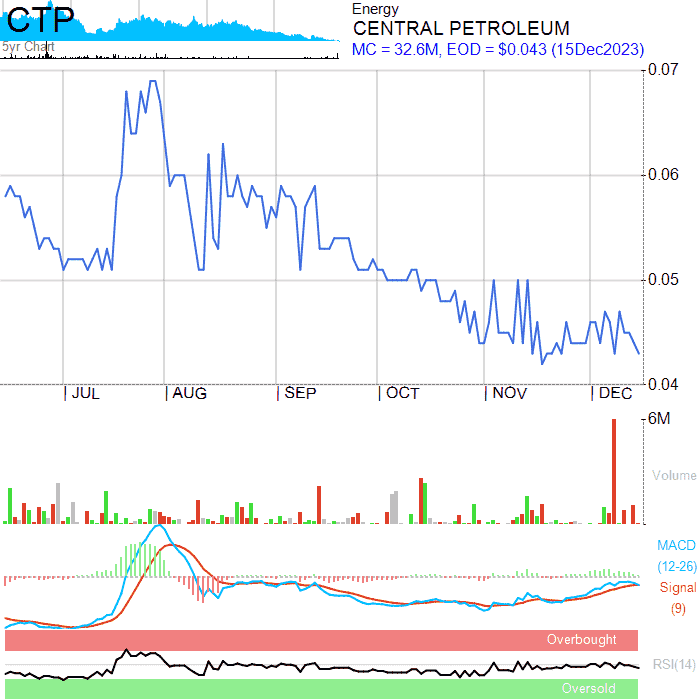 CTP
5yr Chart
Energy
CENTRAL PETROLEUM
MC = 32.6M, EOD = $0.043 (15Dec2023)
0.07
0.06
0.05
0.04
JUL AUG SEP OCT NOV DEC
6M
Volume
MACD
(12-26)
Signal
(9)
Overbought
RSI(14)
Oversold